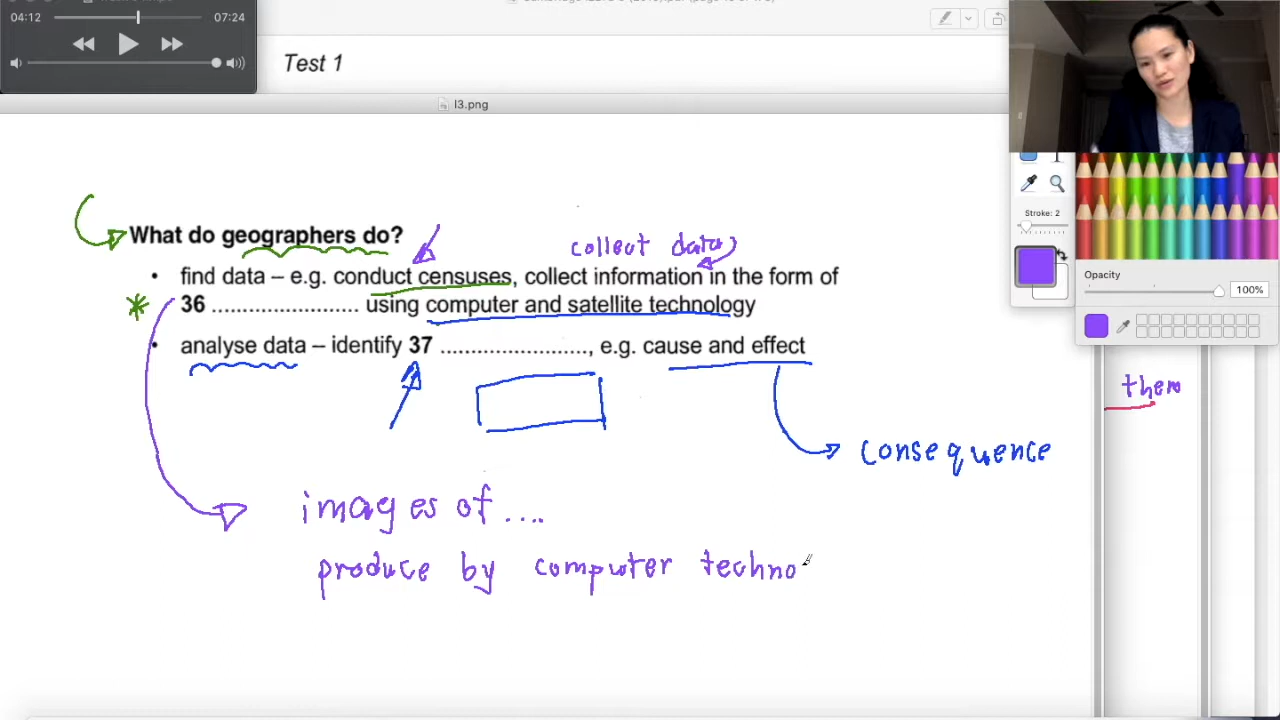 04:12 07:24
Test 1
I3.png
Stroke: 2
Opacity
100%
What do geographers do?
collect data
• find data – e.g. conduct censuses, collect information in the form of
* 36 ........................ using computer and satellite technology
• analyse data – identify 37 ........................, e.g. cause and effect
them
consequence
images of ....
produce by computer techno